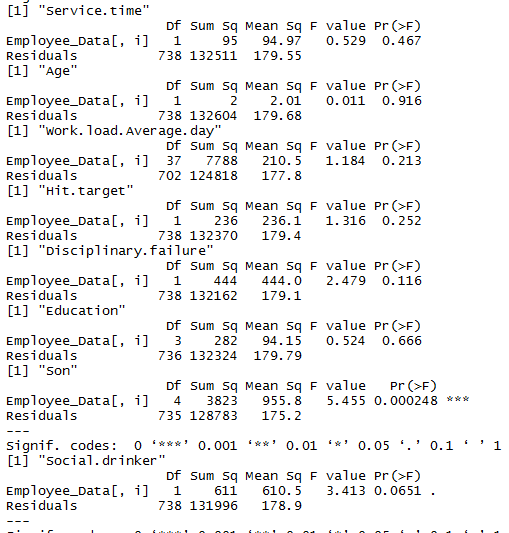 [1] "Service.time"
Df Sum Sq Mean Sq F value Pr(>F)
Employee_Data[, i] 1 95 94.97 0.529 0.467
Residuals 738 132511 179.55
[1] "Age"
Df Sum Sq Mean Sq F value Pr(>F)
Employee_Data[, i] 1 2 2.01 0.011 0.916
Residuals 738 132604 179.68
[1] "Work.load.Average.day"
Df Sum Sq Mean Sq F value Pr(>F)
Employee_Data[, i] 37 7788 210.5 1.184 0.213
Residuals 702 124818 177.8
[1] "Hit.target"
Df Sum Sq Mean Sq F value Pr(>F)
Employee_Data[, i] 1 236 236.1 1.316 0.252
Residuals 738 132370 179.4
[1] "Disciplinary.failure"
Df Sum Sq Mean Sq F value Pr(>F)
Employee_Data[, i] 1 444 444.0 2.479 0.116
Residuals 738 132162 179.1
[1] "Education"
Df Sum Sq Mean Sq F value Pr(>F)
Employee_Data[, i] 3 282 94.15 0.524 0.666
Residuals 736 132324 179.79
[1] "Son"
Df Sum Sq Mean Sq F value Pr(>F)
Employee_Data[, i] 4 3823 955.8 5.455 0.000248 ***
Residuals 735 128783 175.2
---
Signif. codes: 0 ‘***’ 0.001 ‘**’ 0.01 ‘*’ 0.05 ‘.’ 0.1 ‘ ’ 1
[1] "Social.drinker"
Df Sum Sq Mean Sq F value Pr(>F)
Employee_Data[, i] 1 611 610.5 3.413 0.0651 .
Residuals 738 131996 178.9
---